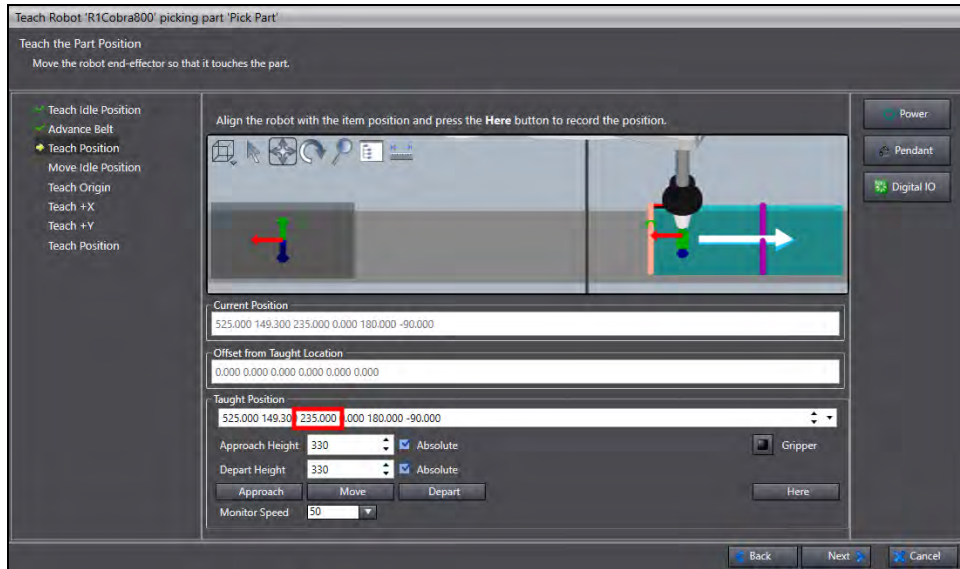 Teach Robot 'R1Cobra800' picking part 'Pick Part'
Teach the Part Position
Move the robot end-effector so that it touches the part.
Teach Idle Position
Advance Belt
Teach Position
Move Idle Position
Teach Origin
Teach +X
Teach +Y
Teach Position
Align the robot with the item position and press the Here button to record the position.
Power
Pendant
Digital IO
Current Position
525.000 149.300 235.000 0.000 180.000 -90.000
Offset from Taught Location
0.000 0.000 0.000 0.000 0.000 0.000
Taught Position
525.000 149.300 235.000 0.000 180.000 -90.000
Approach Height 330 Absolute
Gripper
Depart Height 330 Absolute
Approach Move Depart Here
Monitor Speed 50
Back Next Cancel